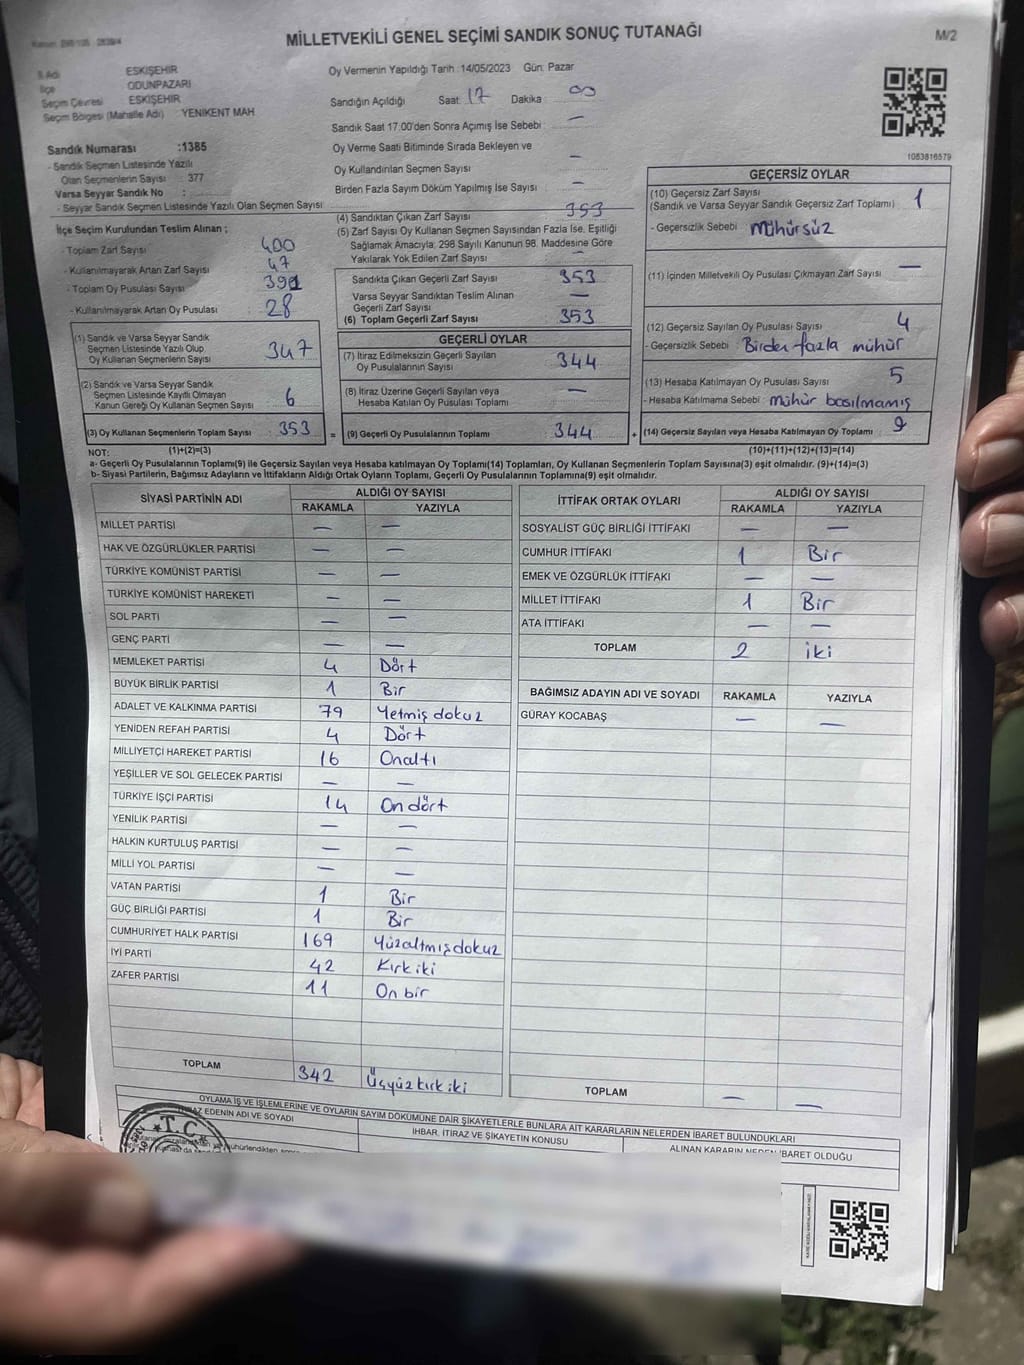 MİLLETVEKİLİ GENEL SEÇİMİ SANDIK SONUÇ TUTANAĞI
M/2
İl Adı ESKİŞEHİR
İlçe ODUNPAZARI
Seçim Çevresi ESKİŞEHİR
Seçim Bölgesi (Mahalle Adı) YENİKENT MAH
Sandık Numarası :1385
- Sandık Seçmen Listesinde Yazılı
Olan Seçmenlerin Sayısı : 377
Varsa Seyyar Sandık No :
- Seyyar Sandık Seçmen Listesinde Yazılı Olan Seçmen Sayısı
İlçe Seçim Kurulundan Teslim Alınan ;
- Toplam Zarf Sayısı 400
- Kullanılmayarak Artan Zarf Sayısı 47
- Toplam Oy Pusulası Sayısı
- Kullanılmayarak Artan Oy Pusulası 28
(1) Sandık ve Varsa Seyyar Sandık
Seçmen Listesinde Yazılı Olup
Oy Kullanan Seçmenlerin Sayısı 347
(2) Sandık ve Varsa Seyyar Sandık
Seçmen Listesinde Kayıtlı Olmayan
Kanun Gereği Oy Kullanan Seçmen Sayısı 6
(3) Oy Kullanan Seçmenlerin Toplam Sayısı 353
Oy Vermenin Yapıldığı Tarih :14/05/2023 Gün: Pazar
Sandığın Açıldığı Saat 17 Dakika 00
Sandık Saat 17:00'den Sonra Açımış İse Sebebi : —
Oy Verme Saati Bitiminde Sırada Bekleyen ve
Oy Kullandırılan Seçmen Sayısı —
Birden Fazla Sayım Döküm Yapılmış İse Sayısı —
(4) Sandıktan Çıkan Zarf Sayısı 353
(5) Zarf Sayısı Oy Kullanan Seçmen Sayısından Fazla İse, Eşitliği
Sağlamak Amacıyla; 298 Sayılı Kanunun 98. Maddesine Göre
Yakılarak Yok Edilen Zarf Sayısı —
Sandıkta Çıkan Geçerli Zarf Sayısı 353
Varsa Seyyar Sandıktan Teslim Alınan
Geçerli Zarf Sayısı —
(6) Toplam Geçerli Zarf Sayısı 353
GEÇERLİ OYLAR
(7) İtiraz Edilmeksizin Geçerli Sayılan
Oy Pusulalarının Sayısı 344
(8) İtiraz Üzerine Geçerli Sayılan veya
Hesaba Katılan Oy Pusulası Toplamı —
= (9) Geçerli Oy Pusulalarının Toplamı 344 +
1053816579
GEÇERSİZ OYLAR
(10) Geçersiz Zarf Sayısı 1
(Sandık ve Varsa Seyyar Sandık Geçersiz Zarf Toplamı)
- Geçersizlik Sebebi : Mühürsüz
(11) İçinden Milletvekili Oy Pusulası Çıkmayan Zarf Sayısı —
(12) Geçersiz Sayılan Oy Pusulası Sayısı 4
- Geçersizlik Sebebi : Birden fazla mühür
(13) Hesaba Katılmayan Oy Pusulası Sayısı 5
- Hesaba Katılmama Sebebi : mühür basılmamış
(14) Geçersiz Sayılan veya Hesaba Katılmayan Oy Toplamı
NOT: (1)+(2)=(3) (10)+(11)+(12)+(13)=(14)
a- Geçerli Oy Pusulalarının Toplamı(9) ile Geçersiz Sayılan veya Hesaba katılmayan Oy Toplamı(14) Toplamları, Oy Kullanan Seçmenlerin Toplam Sayısına(3) eşit olmalıdır. (9)+(14)=(3)
b- Siyasi Partilerin, Bağımsız Adayların ve İttifakların Aldığı Ortak Oyların Toplamı, Geçerli Oy Pusulalarının Toplamına(9) eşit olmalıdır.
SİYASİ PARTİNİN ADI ALDIĞI OY SAYISI
RAKAMLA YAZIYLA
MİLLET PARTİSİ — —
HAK VE ÖZGÜRLÜKLER PARTİSİ — —
TÜRKİYE KOMÜNİST PARTİSİ — —
TÜRKİYE KOMÜNİST HAREKETİ — —
SOL PARTİ — —
GENÇ PARTİ — —
MEMLEKET PARTİSİ 4 Dört
BÜYÜK BİRLİK PARTİSİ 1 Bir
ADALET VE KALKINMA PARTİSİ 79 Yetmiş dokuz
YENİDEN REFAH PARTİSİ 4 Dört
MİLLİYETÇİ HAREKET PARTİSİ 16 Onaltı
YEŞİLLER VE SOL GELECEK PARTİSİ — —
TÜRKİYE İŞÇİ PARTİSİ 14 On dört
YENİLİK PARTİSİ — —
HALKIN KURTULUŞ PARTİSİ — —
MİLLİ YOL PARTİSİ — —
VATAN PARTİSİ 1 Bir
GÜÇ BİRLİĞİ PARTİSİ 1 Bir
CUMHURİYET HALK PARTİSİ 169 Yüzaltmışdokuz
İYİ PARTİ 42 Kırk iki
ZAFER PARTİSİ 11 On bir
TOPLAM 342 Üçyüz kırk iki
İTTİFAK ORTAK OYLARI ALDIĞI OY SAYISI
RAKAMLA YAZIYLA
SOSYALİST GÜÇ BİRLİĞİ İTTİFAKI — —
CUMHUR İTTİFAKI 1 Bir
EMEK VE ÖZGÜRLÜK İTTİFAKI — —
MİLLET İTTİFAKI 1 Bir
ATA İTTİFAKI — —
TOPLAM 2 iki
BAĞIMSIZ ADAYIN ADI VE SOYADI RAKAMLA YAZIYLA
GÜRAY KOCABAŞ — —
TOPLAM — —
OYLAMA İŞ VE İŞLEMLERİNE VE OYLARIN SAYIM DÖKÜMÜNE DAİR ŞİKAYETLERLE BUNLARA AİT KARARLARIN NELERDEN İBARET BULUNDUKLARI
EDENİN ADI VE SOYADI
İHBAR, İTİRAZ VE ŞİKAYETİN KONUSU
ALINAN KARARIN İBARET OLDUĞU
T.C